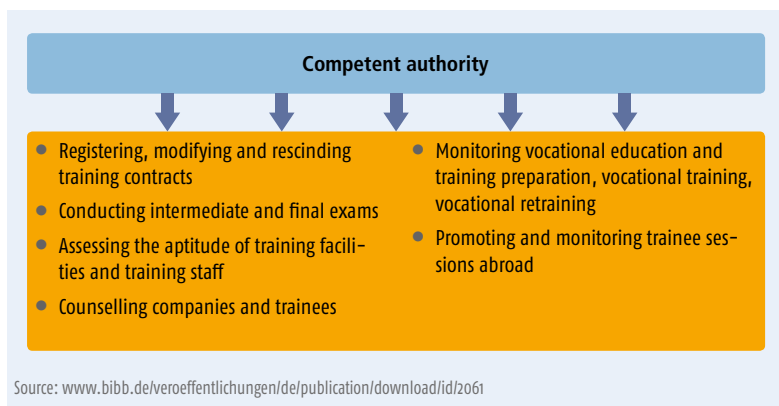 Competent authority
Registering, modifying and rescinding
training contracts
Conducting intermediate and final exams
Assessing the aptitude of training facili-
ties and training staff
Counselling companies and trainees
Monitoring vocational education and
training preparation, vocational training,
vocational retraining
Promoting and monitoring trainee ses-
sions abroad
Source: www.bibb.de/veroeffentlichungen/de/publication/download/id/2061